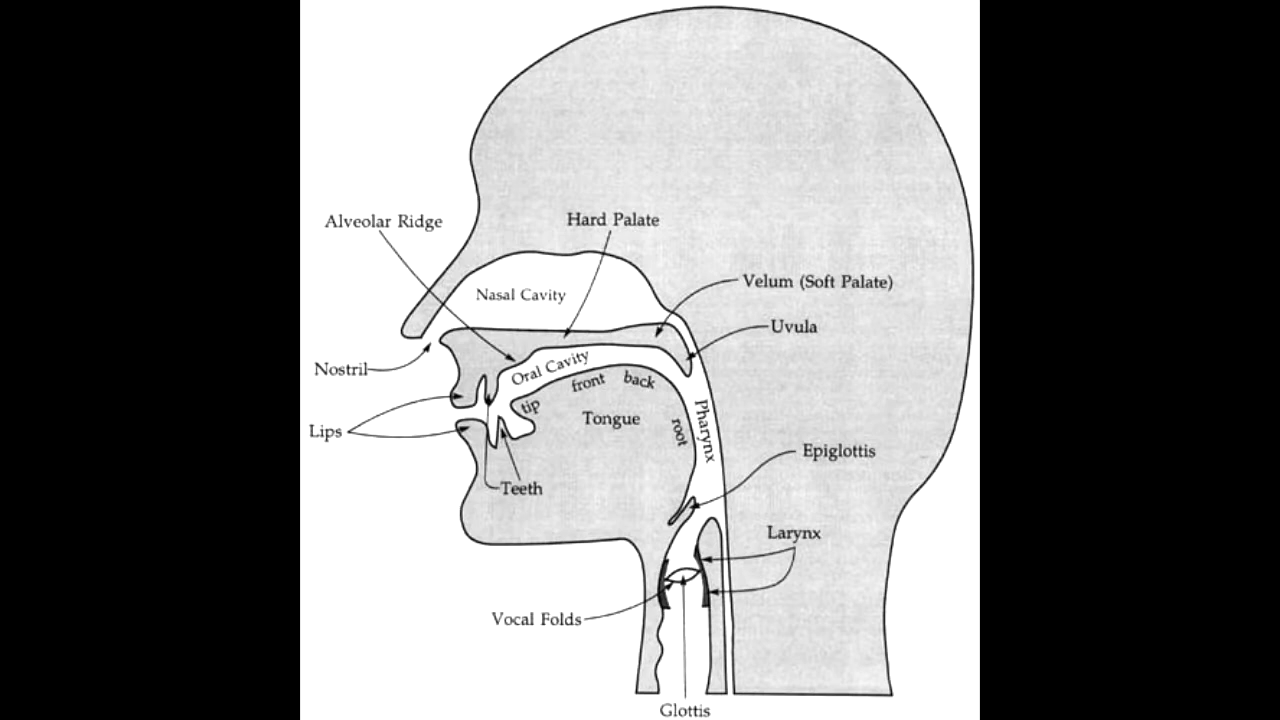 Alveolar Ridge
Hard Palate
Nasal Cavity
Velum (Soft Palate)
Uvula
Nostril
Oral Cavity
front
back
tip
Tongue
Lips
root
Pharynx
Epiglottis
Teeth
Larynx
Vocal Folds
Glottis